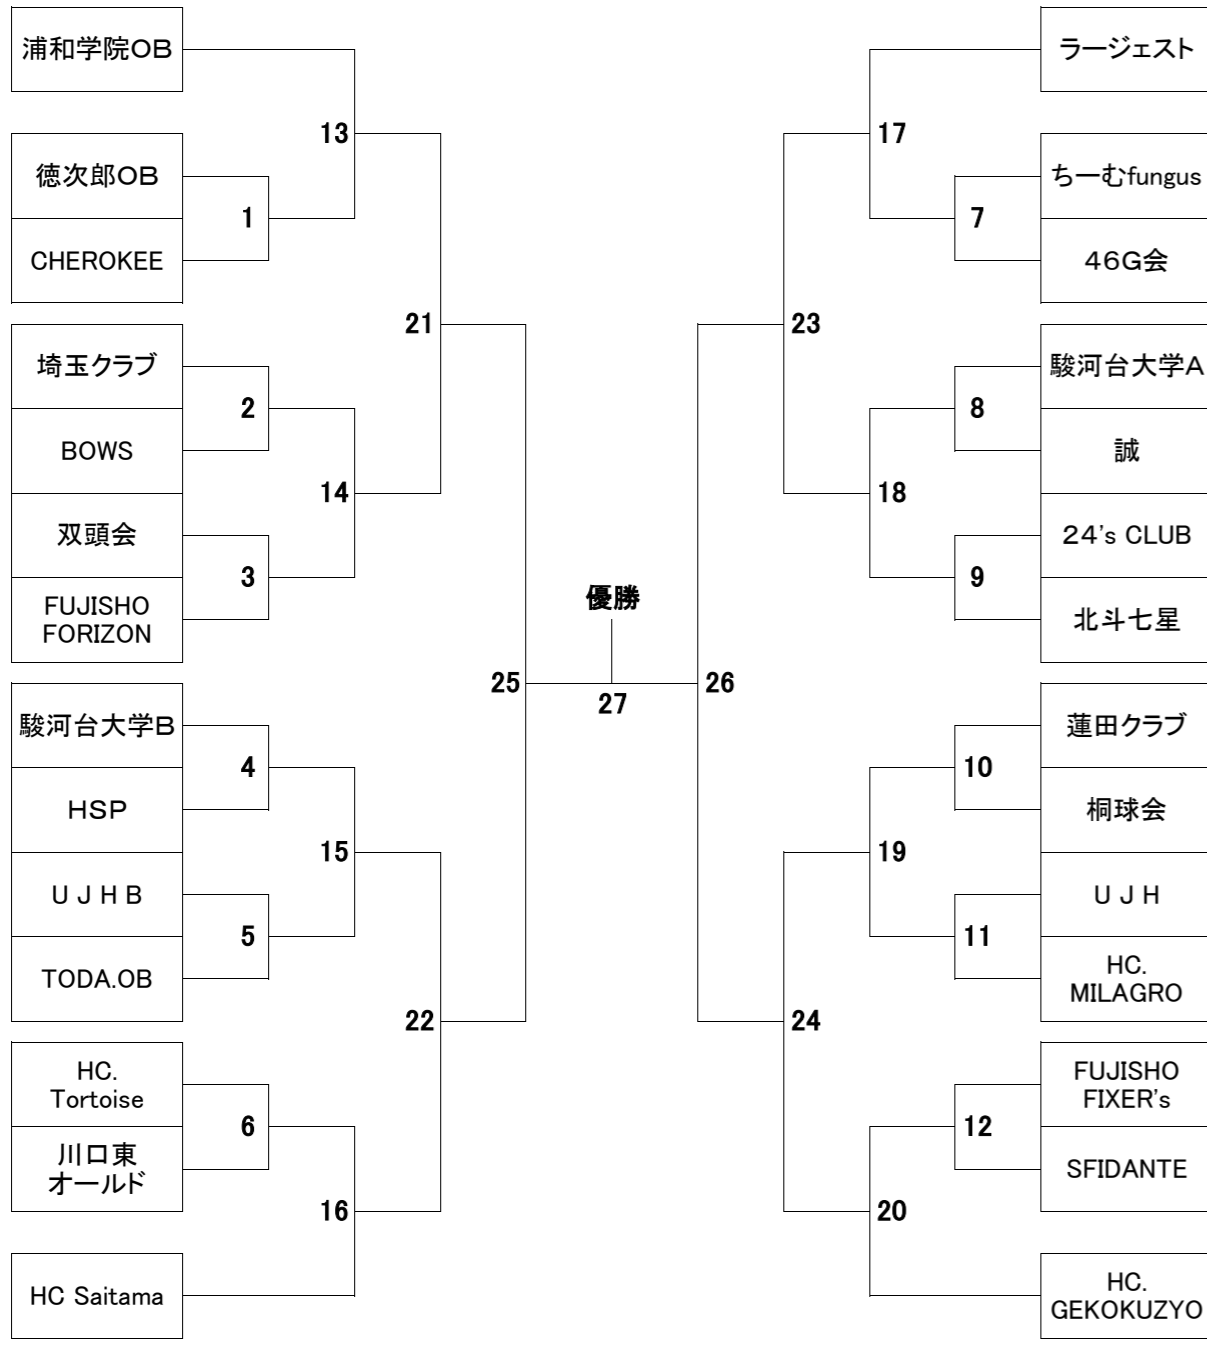 浦和学院OB
13
徳次郎OB
1
CHEROKEE
21
埼玉クラブ
2
BOWS
14
双頭会
3
FUJISHO
FORIZON
25
駿河台大学B
4
HSP
15
U J H B
5
TODA.OB
22
HC.
Tortoise
6
川口東
オールド
16
HC Saitama
優勝
27
ラージェスト
17
ちーむfungus
7
46G会
23
駿河台大学A
8
誠
18
24's CLUB
9
北斗七星
26
蓮田クラブ
10
桐球会
19
U J H
11
HC.
MILAGRO
24
FUJISHO
FIXER's
12
SFIDANTE
20
HC.
GEKOKUZYO